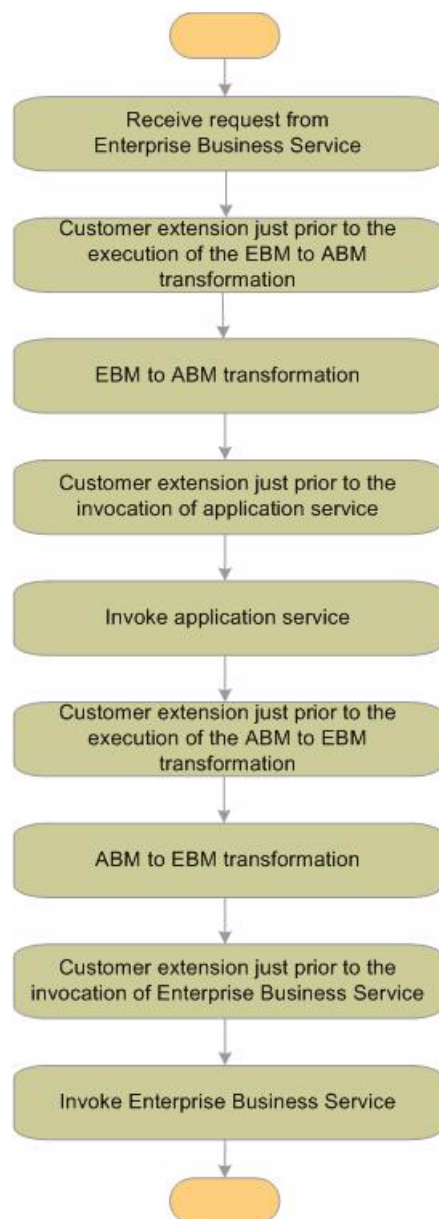 Receive request from
Enterprise Business Service
Customer extension just prior to the
execution of the EBM to ABM
transformation
EBM to ABM transformation
Customer extension just prior to the
invocation of application service
Invoke application service
Customer extension just prior to the
execution of the ABM to EBM
transformation
ABM to EBM transformation
Customer extension just prior to the
invocation of Enterprise Business Service
Invoke Enterprise Business Service